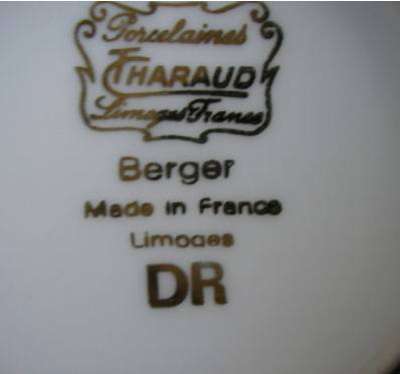 Porcelaines
THARAUD
Limoges France
Berger
Made in France
Limoges
DR